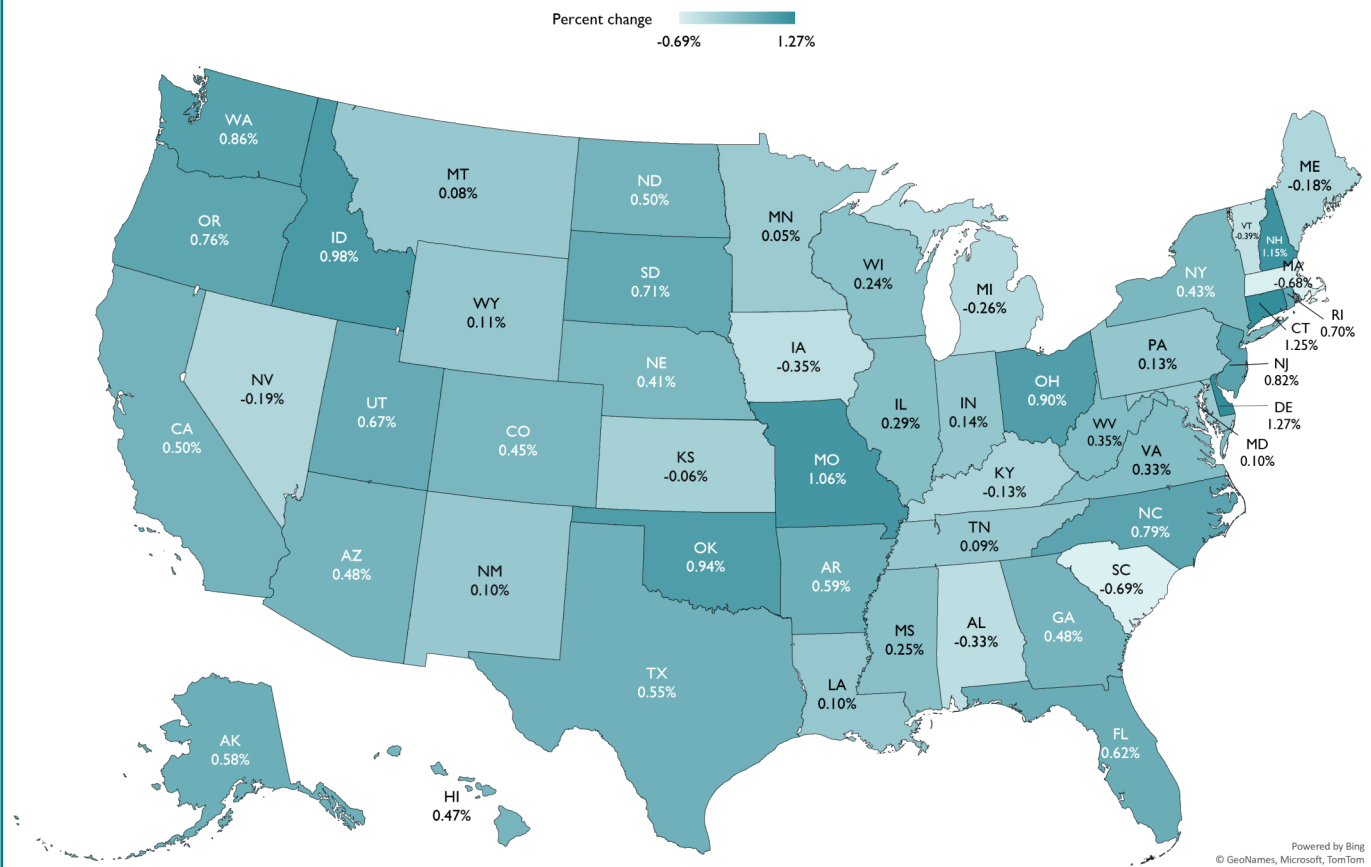 Percent change
-0.69%
1.27%
WA
0.86%
OR
0.76%
ID
0.98%
MT
0.08%
ND
0.50%
MN
0.05%
WY
0.11%
SD
0.71%
WI
0.24%
MI
-0.26%
ME
-0.18%
VT
-0.39%
NH
1.15%
NY
0.43%
MA
-0.68%
RI
0.70%
CT
1.25%
NJ
0.82%
DE
1.27%
MD
0.10%
PA
0.13%
NV
-0.19%
CA
0.50%
UT
0.67%
CO
0.45%
NE
0.41%
IA
-0.35%
IL
0.29%
IN
0.14%
OH
0.90%
WV
0.35%
VA
0.33%
KS
-0.06%
MO
1.06%
KY
-0.13%
TN
0.09%
NC
0.79%
AZ
0.48%
NM
0.10%
OK
0.94%
AR
0.59%
SC
-0.69%
MS
0.25%
AL
-0.33%
GA
0.48%
TX
0.55%
LA
0.10%
FL
0.62%
AK
0.58%
HI
0.47%
Powered by Bing
© GeoNames, Microsoft, TomTom